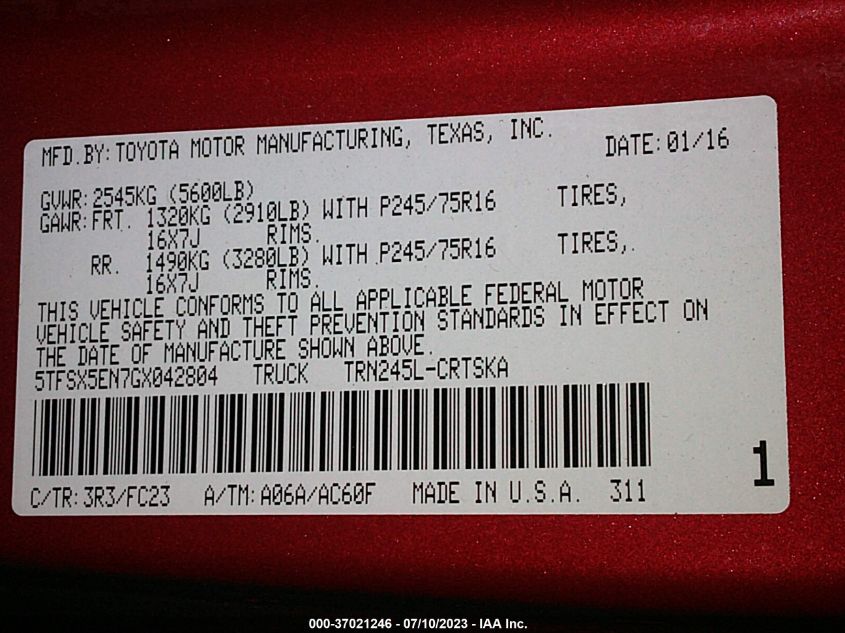 MFD.BY:TOYOTA MOTOR MANUFACTURING, TEXAS, INC. DATE:01/16
GVWR:2545KG (5600LB)
GAWR:FRT. 1320KG (2910LB) WITH P245/75R16 TIRES,
16X7J RIMS.
RR. 1490KG (3280LB) WITH P245/75R16 TIRES,.
16X7J RIMS.
THIS VEHICLE CONFORMS TO ALL APPLICABLE FEDERAL MOTOR
VEHICLE SAFETY AND THEFT PREVENTION STANDARDS IN EFFECT ON
THE DATE OF MANUFACTURE SHOWN ABOVE.
5TFSX5EN7GX042804 TRUCK TRN245L-CRTSKA
C/TR:3R3/FC23 A/TM:A06A/AC60F MADE IN U.S.A. 311
1
000-37021246 - 07/10/2023 - IAA Inc.